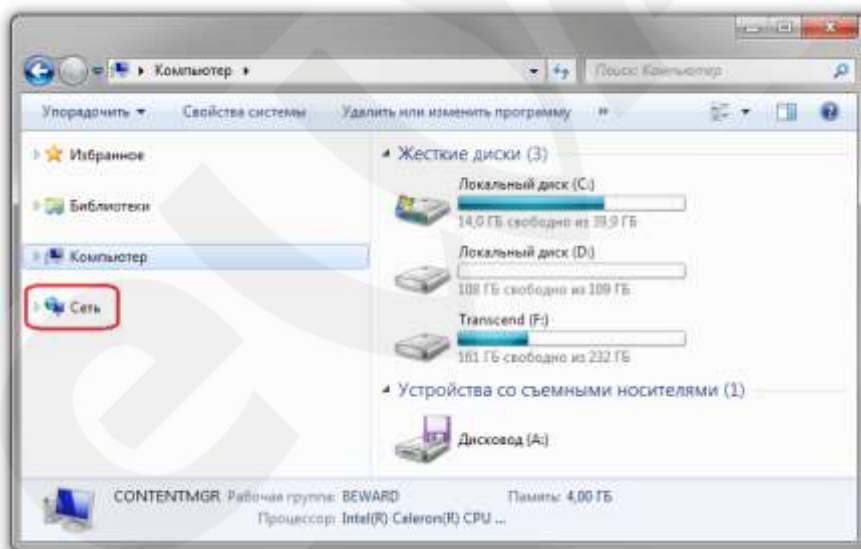 Компьютер
Поиск: Компьютер
Упорядочить
Свойства системы
Удалить или изменить программу
»
Избранное
Библиотеки
Компьютер
Сеть
Жесткие диски (3)
Локальный диск (C:)
14,0 ГБ свободно из 39,9 ГБ
Локальный диск (D:)
108 ГБ свободно из 109 ГБ
Transcend (F:)
161 ГБ свободно из 232 ГБ
Устройства со съемными носителями (1)
Дисковод (A:)
CONTENTMGR Рабочая группа: BEWARD Память: 4,00 ГБ
Процессор: Intel(R) Celeron(R) CPU ...